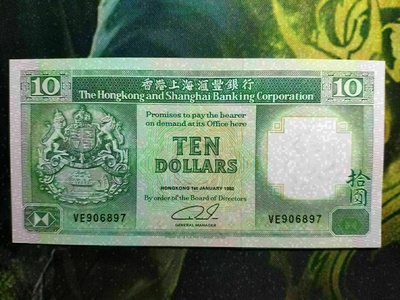 10 香港上海滙豐銀行 10
The Hongkong and Shanghai Banking Corporation
Promises to pay the bearer
on demand at its Office here
TEN
DOLLARS
拾圓
HONGKONG 1ST JANUARY 1992
By order of the Board of Directors
VE906897 VE906897
GENERAL MANAGER